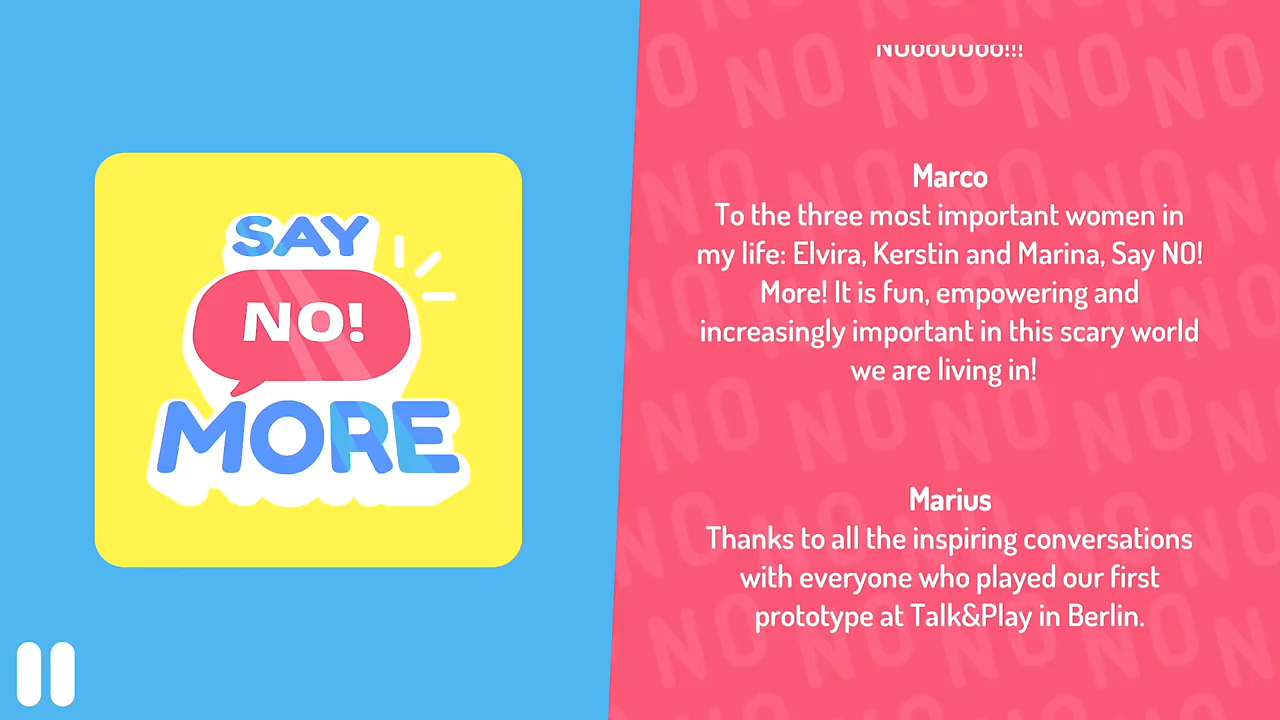 SAY
NO!
MORE
Marco
To the three most important women in
my life: Elvira, Kerstin and Marina, Say NO!
More! It is fun, empowering and
increasingly important in this scary world
we are living in!
Marius
Thanks to all the inspiring conversations
with everyone who played our first
prototype at Talk&Play in Berlin.